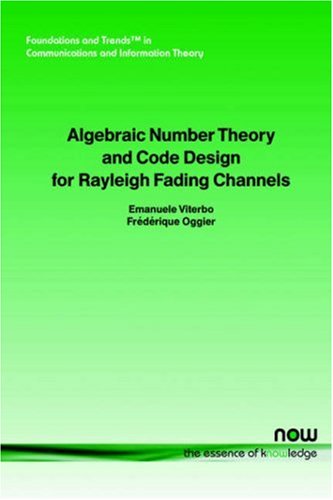 Foundations and Trends™ in
Communications and Information Theory
Algebraic Number Theory
and Code Design
for Rayleigh Fading Channels
Emanuele Viterbo
Frédérique Oggier
now
the essence of knowledge